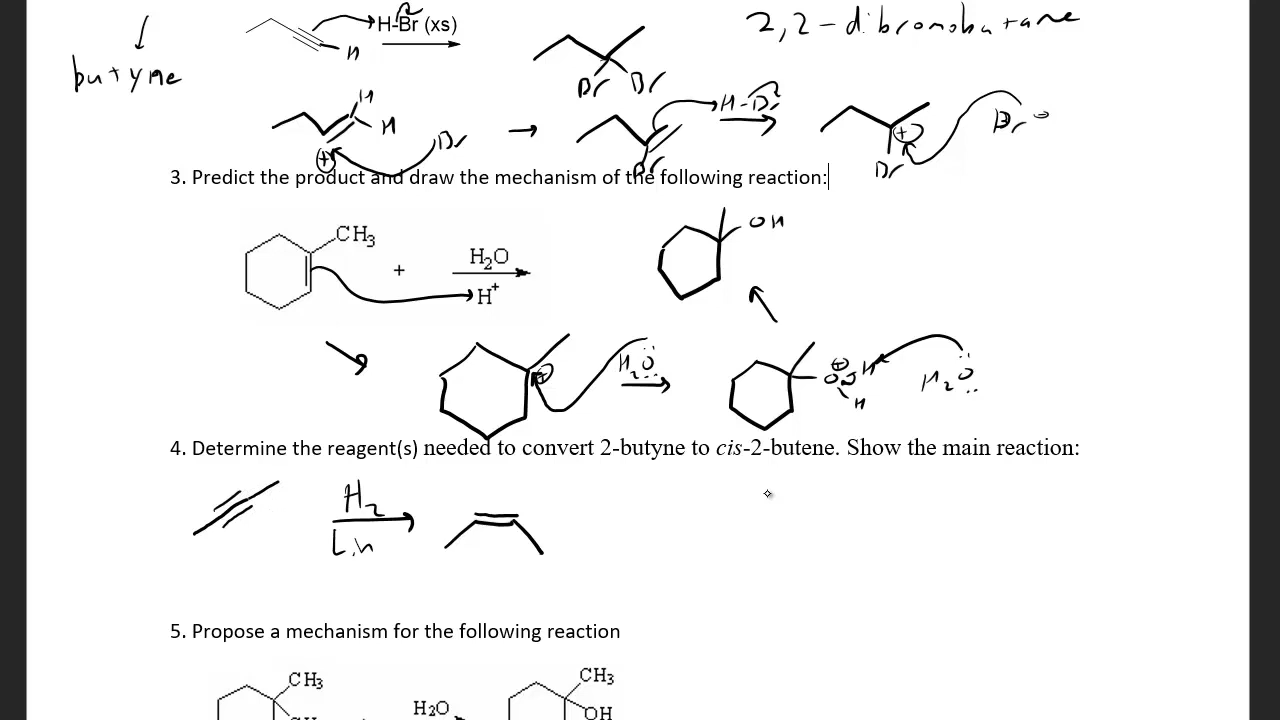 H-Br (xs)
2,2-dibromobutane
H
butyne
Br Br
H
H
Br
Br
H-Br
Br
Br
3. Predict the product and draw the mechanism of the following reaction:
CH3
+
H2O
H+
OH
+
H2O
+
O H
H
H2O
4. Determine the reagent(s) needed to convert 2-butyne to cis-2-butene. Show the main reaction:
H2
Lin
5. Propose a mechanism for the following reaction
CH3
H2O
CH3
OH